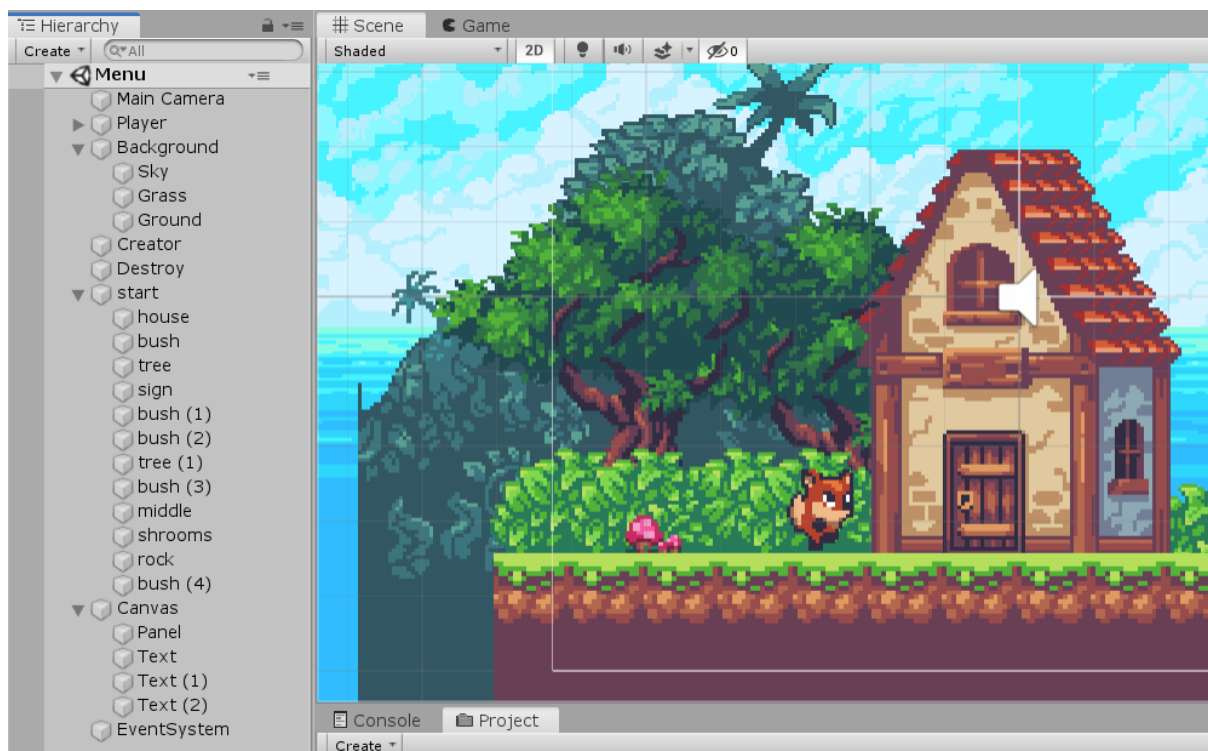 Hierarchy
Create All
Menu
Main Camera
Player
Background
Sky
Grass
Ground
Creator
Destroy
start
house
bush
tree
sign
bush (1)
bush (2)
tree (1)
bush (3)
middle
shrooms
rock
bush (4)
Canvas
Panel
Text
Text (1)
Text (2)
EventSystem
Scene Game
Shaded 2D 0
Console Project
Create